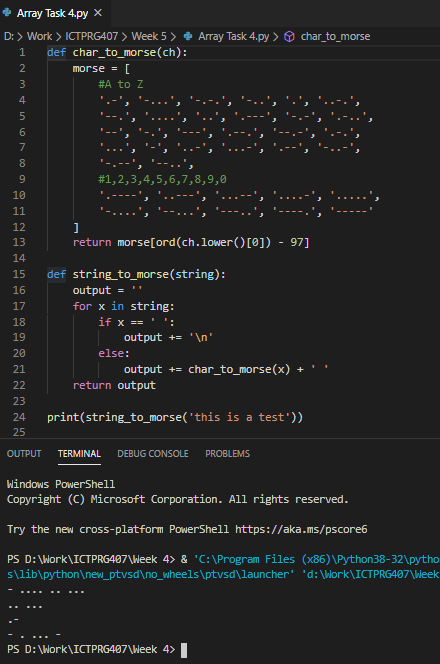 Array Task 4.py ×
D: > Work > ICTPRG407 > Week 5 > Array Task 4.py > char_to_morse
1 def char_to_morse(ch):
2     morse = [
3         #A to Z
4         '.-', '-...', '-.-.', '-..', '.', '..-.',
5         '--.', '....', '..', '.---', '-.-', '.-..',
6         '--', '-.', '---', '.--.', '--.-', '.-.',
7         '...', '-', '..-', '...-', '.--', '-..-',
8         '-.--', '--..',
9         #1,2,3,4,5,6,7,8,9,0
10         '.----', '..---', '...--', '....-', '.....',
11         '-....', '--...', '---..', '----.', '-----'
12     ]
13     return morse[ord(ch.lower()[0]) - 97]
14
15 def string_to_morse(string):
16     output = ''
17     for x in string:
18         if x == ' ':
19             output += '\n'
20         else:
21             output += char_to_morse(x) + ' '
22     return output
23
24 print(string_to_morse('this is a test'))
25
OUTPUT TERMINAL DEBUG CONSOLE PROBLEMS
Windows PowerShell
Copyright (C) Microsoft Corporation. All rights reserved.
Try the new cross-platform PowerShell https://aka.ms/pscore6
PS D:\Work\ICTPRG407\Week 4> & 'C:\Program Files (x86)\Python38-32\pytho
s\lib\python\new_ptvsd\no_wheels\ptvsd\launcher' 'd:\Work\ICTPRG407\Week
- .... .. ...
.. ...
.-
- . ... -
PS D:\Work\ICTPRG407\Week 4>